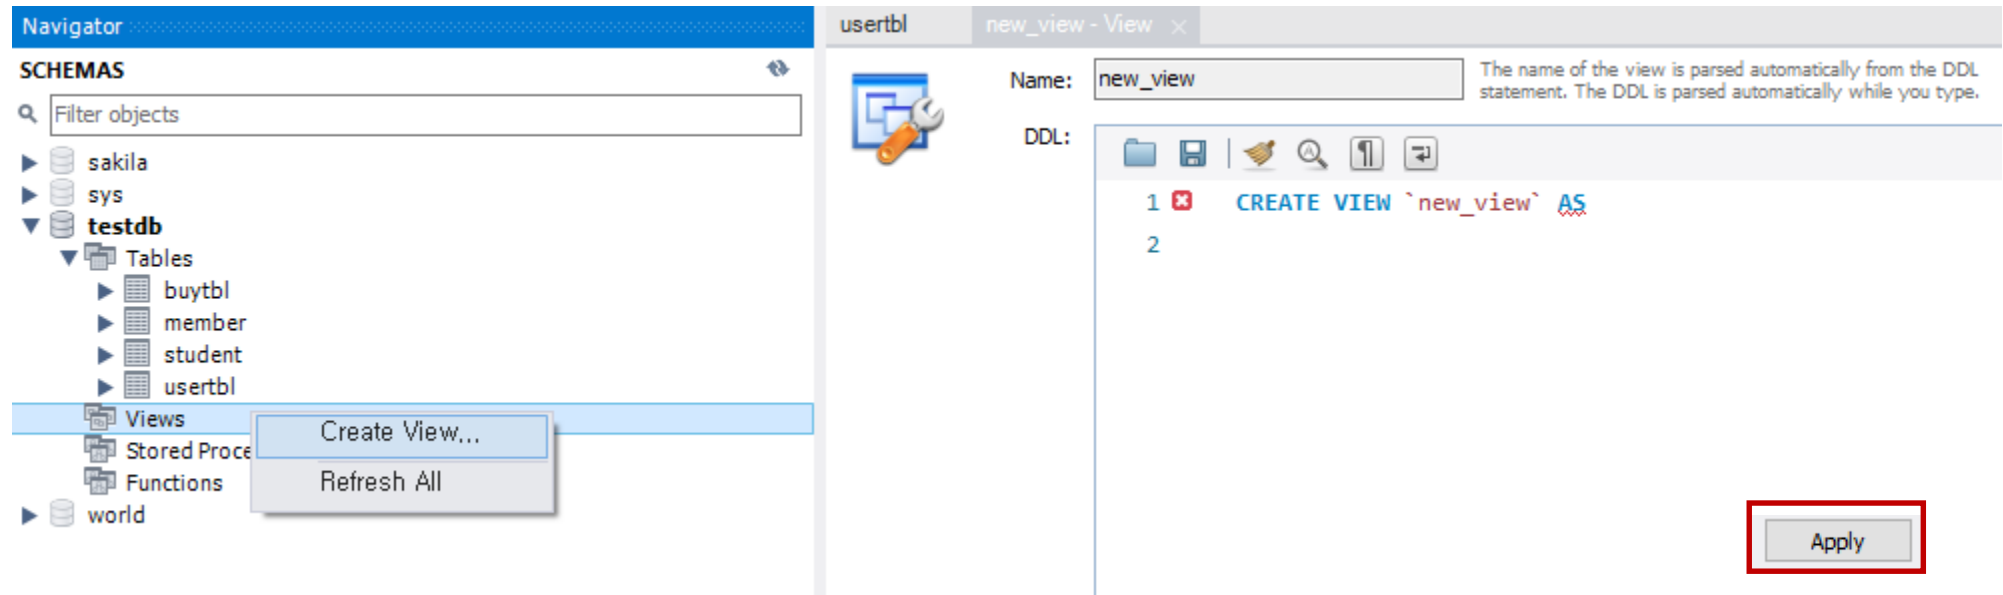 Navigator
SCHEMAS
Filter objects
sakila
sys
testdb
Tables
buytbl
member
student
usertbl
Views
Create View...
Stored Proce
Refresh All
Functions
world
usertbl
new_view - View
Name:
new_view
The name of the view is parsed automatically from the DDL
statement. The DDL is parsed automatically while you type.
DDL:
1 CREATE VIEW `new_view` AS
2
Apply